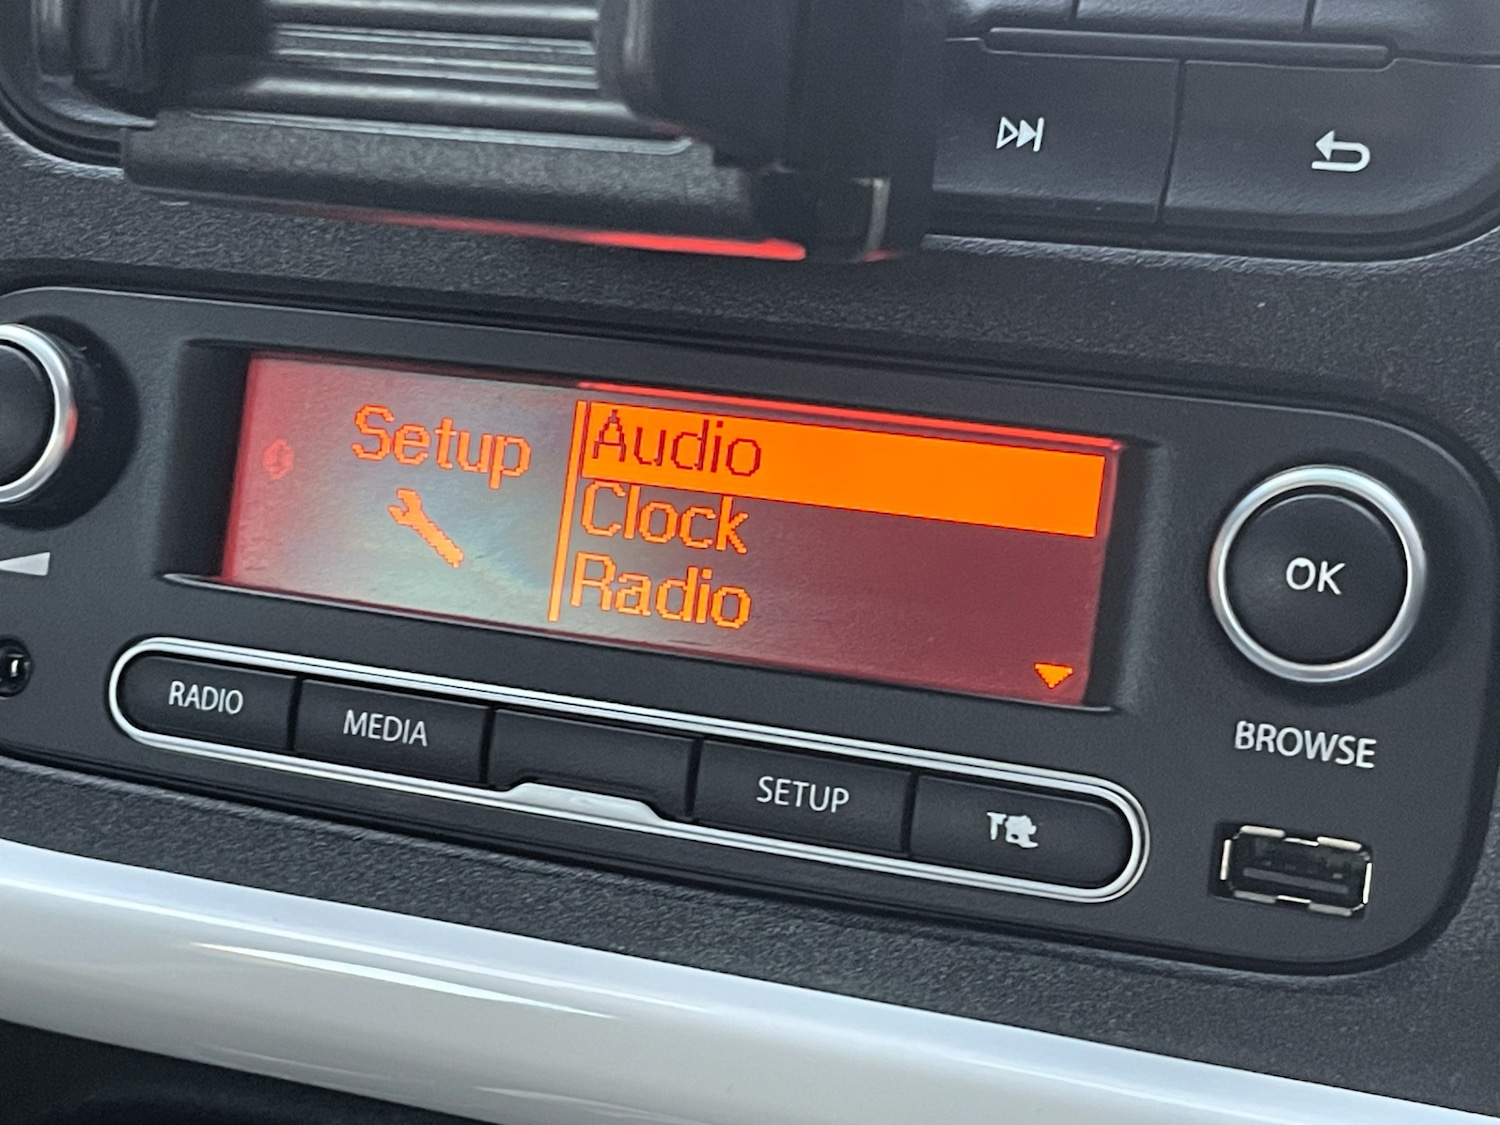 Setup
Audio
Clock
Radio
OK
BROWSE
RADIO
MEDIA
SETUP